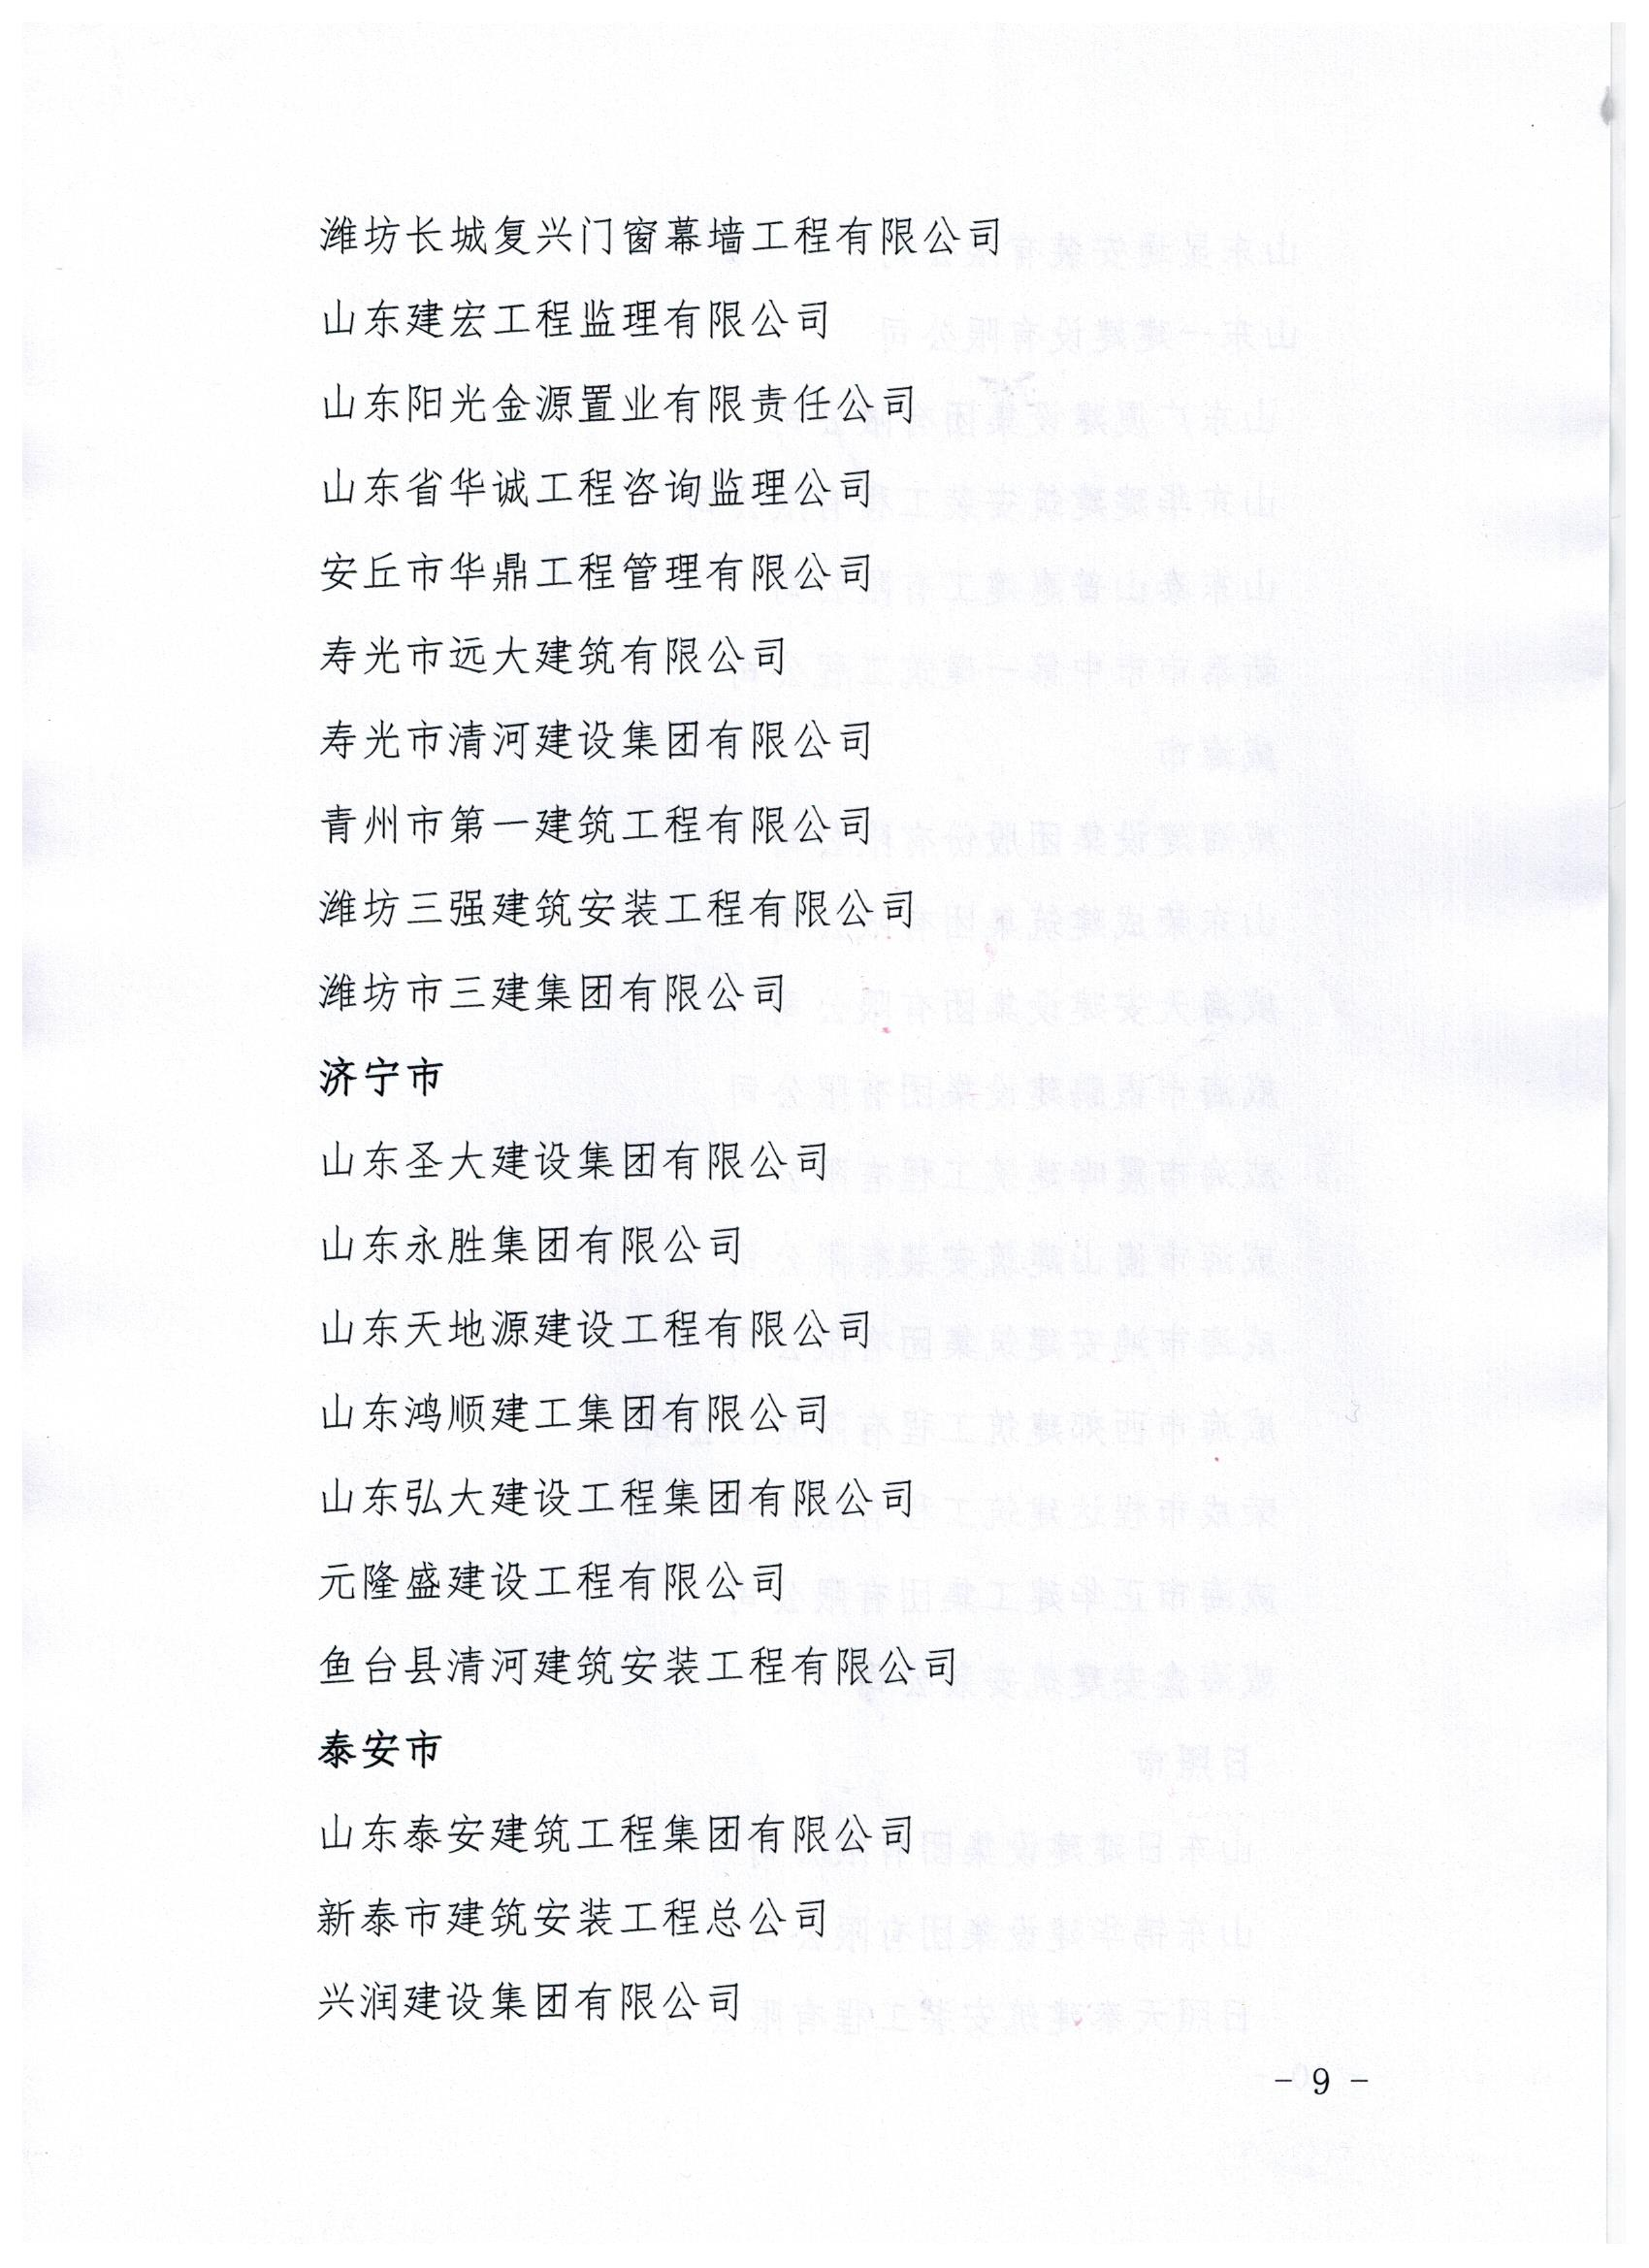 潍坊长城复兴门窗幕墙工程有限公司
山东建宏工程监理有限公司
山东阳光金源置业有限责任公司
山东省华诚工程咨询监理公司
安丘市华鼎工程管理有限公司
寿光市远大建筑有限公司
寿光市清河建设集团有限公司
青州市第一建筑工程有限公司
潍坊三强建筑安装工程有限公司
潍坊市三建集团有限公司
济宁市
山东圣大建设集团有限公司
山东永胜集团有限公司
山东天地源建设工程有限公司
山东鸿顺建工集团有限公司
山东弘大建设工程集团有限公司
元隆盛建设工程有限公司
鱼台县清河建筑安装工程有限公司
泰安市
山东泰安建筑工程集团有限公司
新泰市建筑安装工程总公司
兴润建设集团有限公司
- 9 -